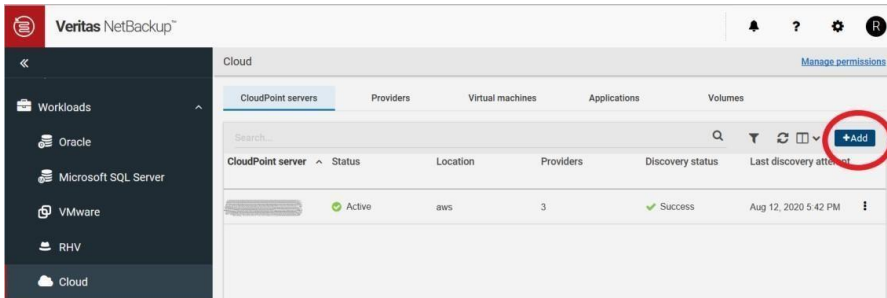 Veritas NetBackup™
?
R
«
Cloud
Manage permissions
Workloads
Oracle
Microsoft SQL Server
VMware
RHV
Cloud
CloudPoint servers
Providers
Virtual machines
Applications
Volumes
Search...
+Add
CloudPoint server
Status
Location
Providers
Discovery status
Last discovery attempt
Active
aws
3
Success
Aug 12, 2020 5:42 PM